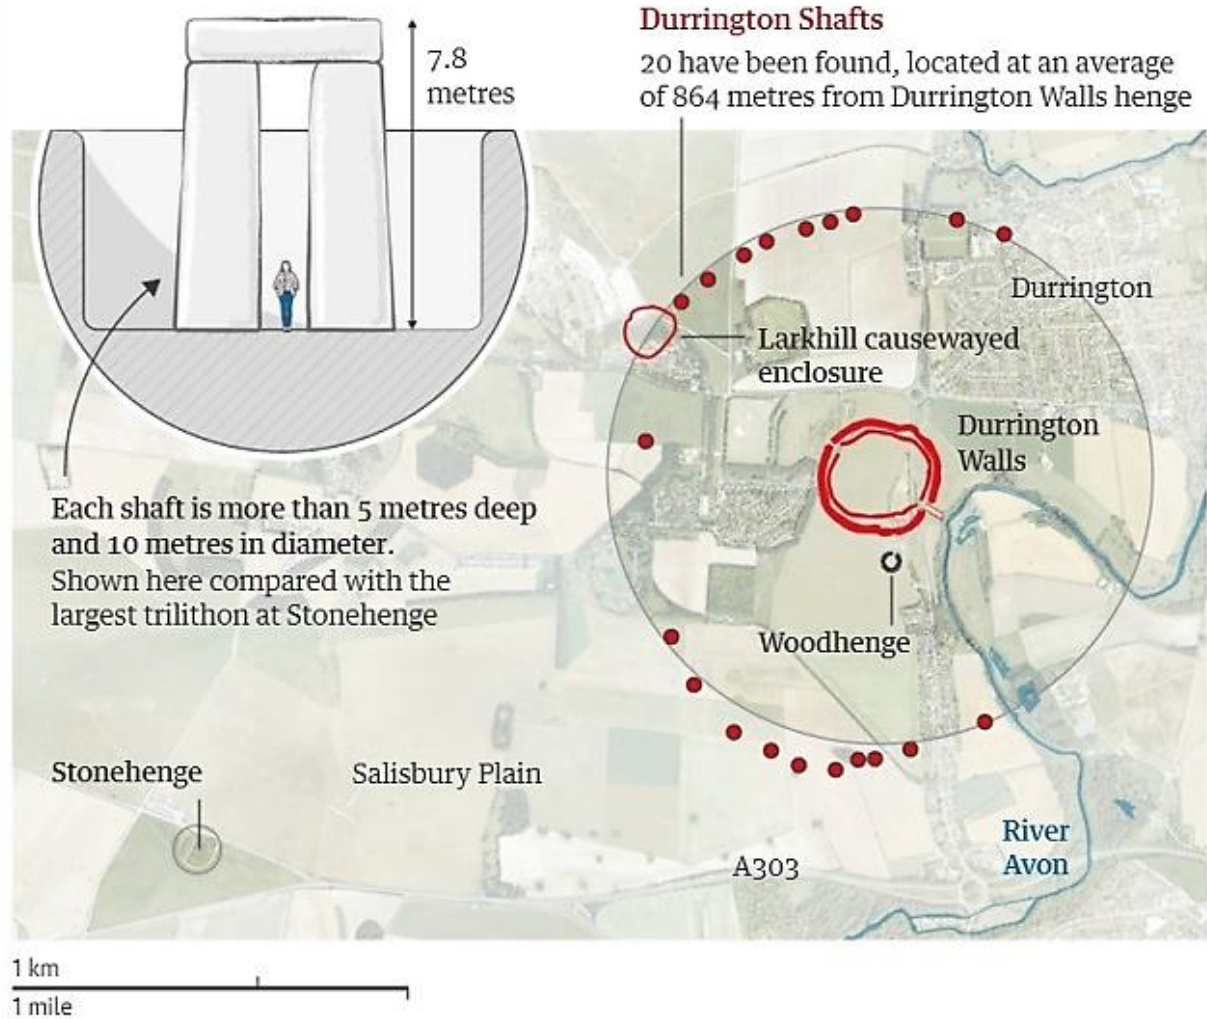 7.8
metres
Durrington Shafts
20 have been found, located at an average
of 864 metres from Durrington Walls henge
Durrington
Larkhill causewayed
enclosure
Durrington
Walls
Each shaft is more than 5 metres deep
and 10 metres in diameter.
Shown here compared with the
largest trilithon at Stonehenge
Woodhenge
Stonehenge
Salisbury Plain
River
Avon
A303
1 km
1 mile